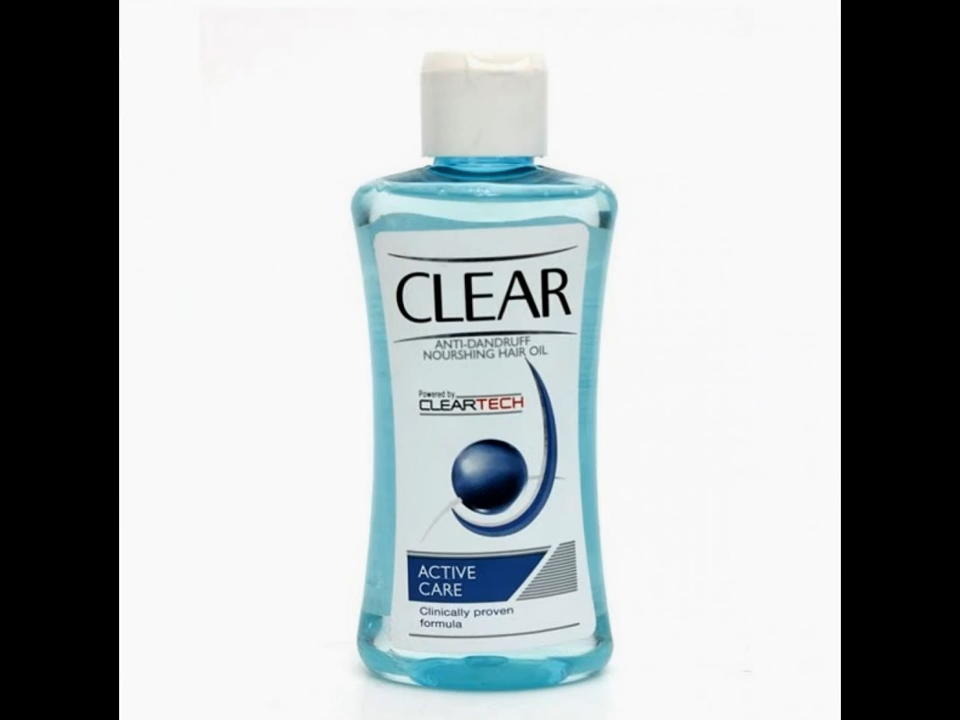 CLEAR
ANTI-DANDRUFF
NOURSHING HAIR OIL
Powered by
CLEARTECH
ACTIVE
CARE
Clinically proven
formula